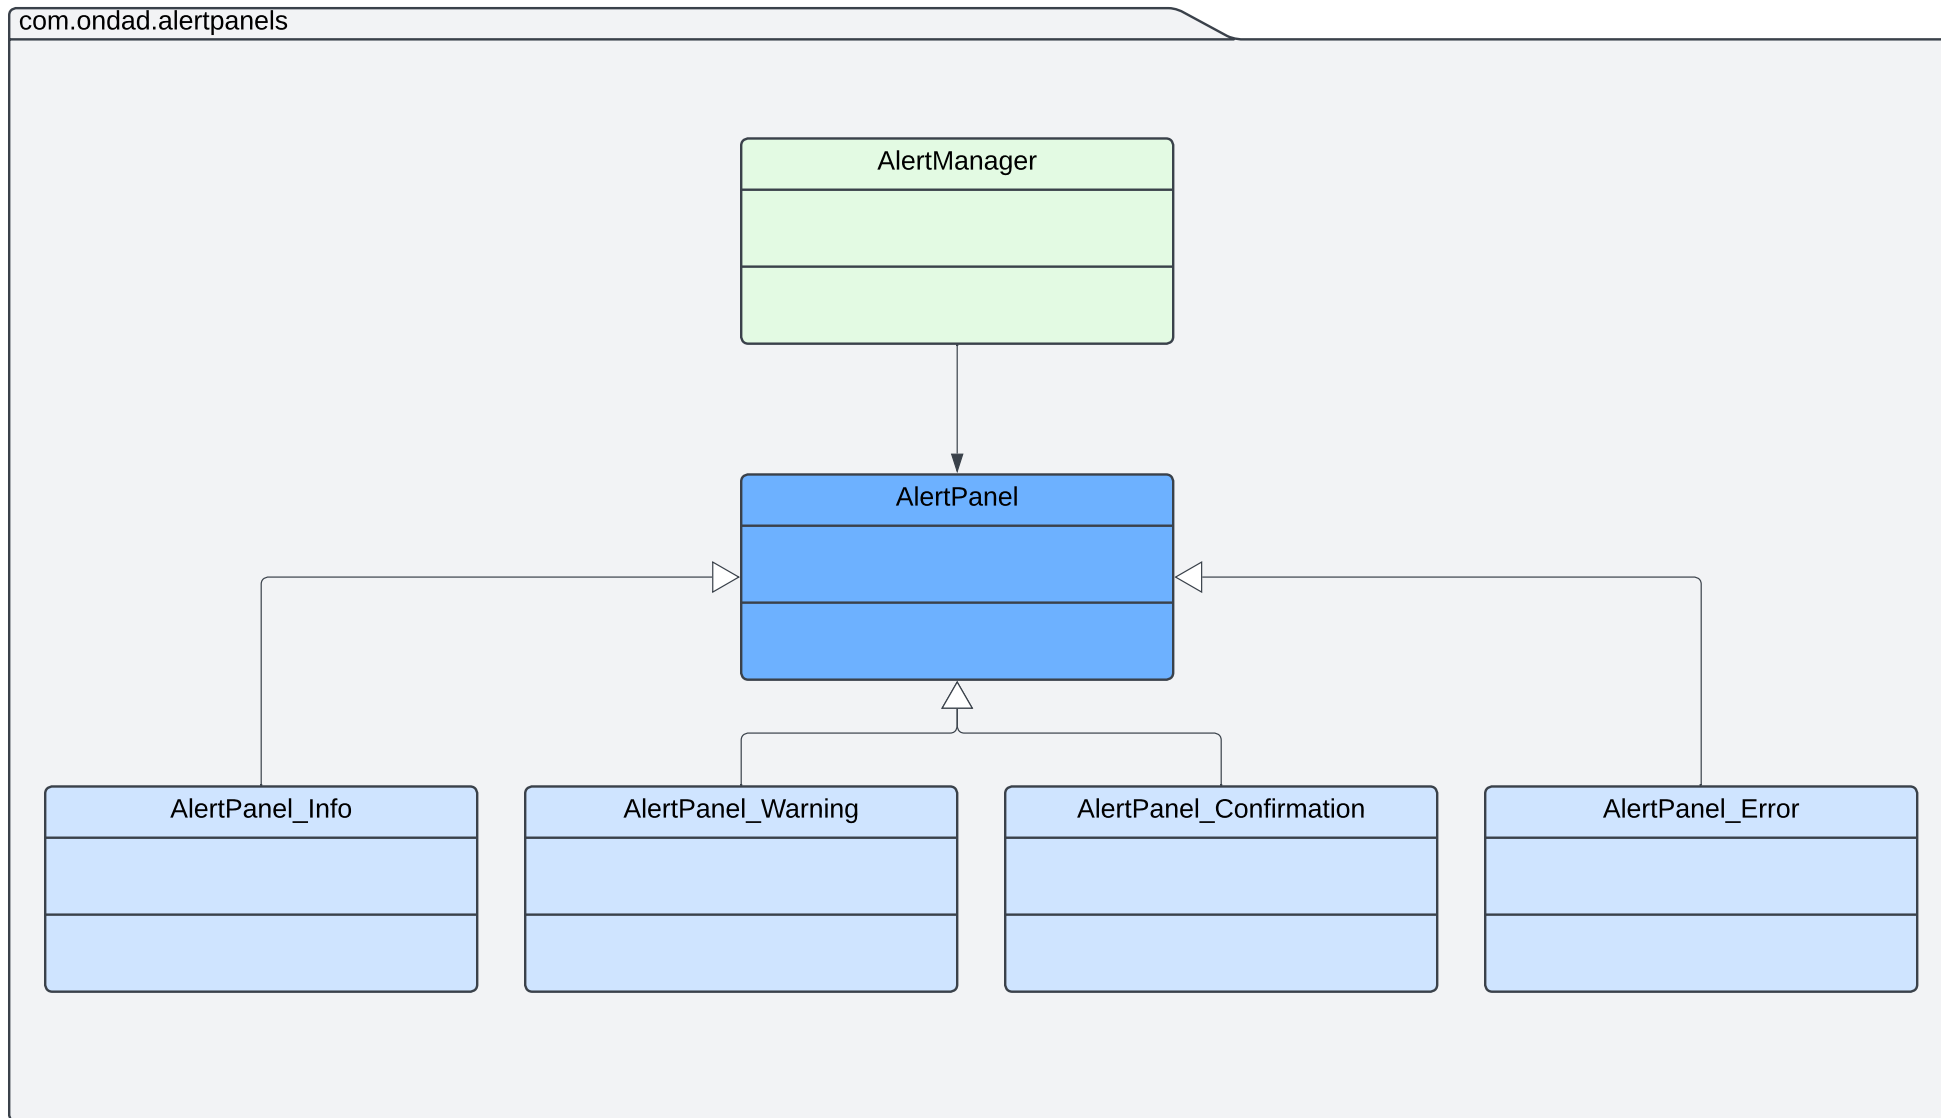 com.ondad.alertpanels
AlertManager
AlertPanel
AlertPanel_Info
AlertPanel_Warning
AlertPanel_Confirmation
AlertPanel_Error